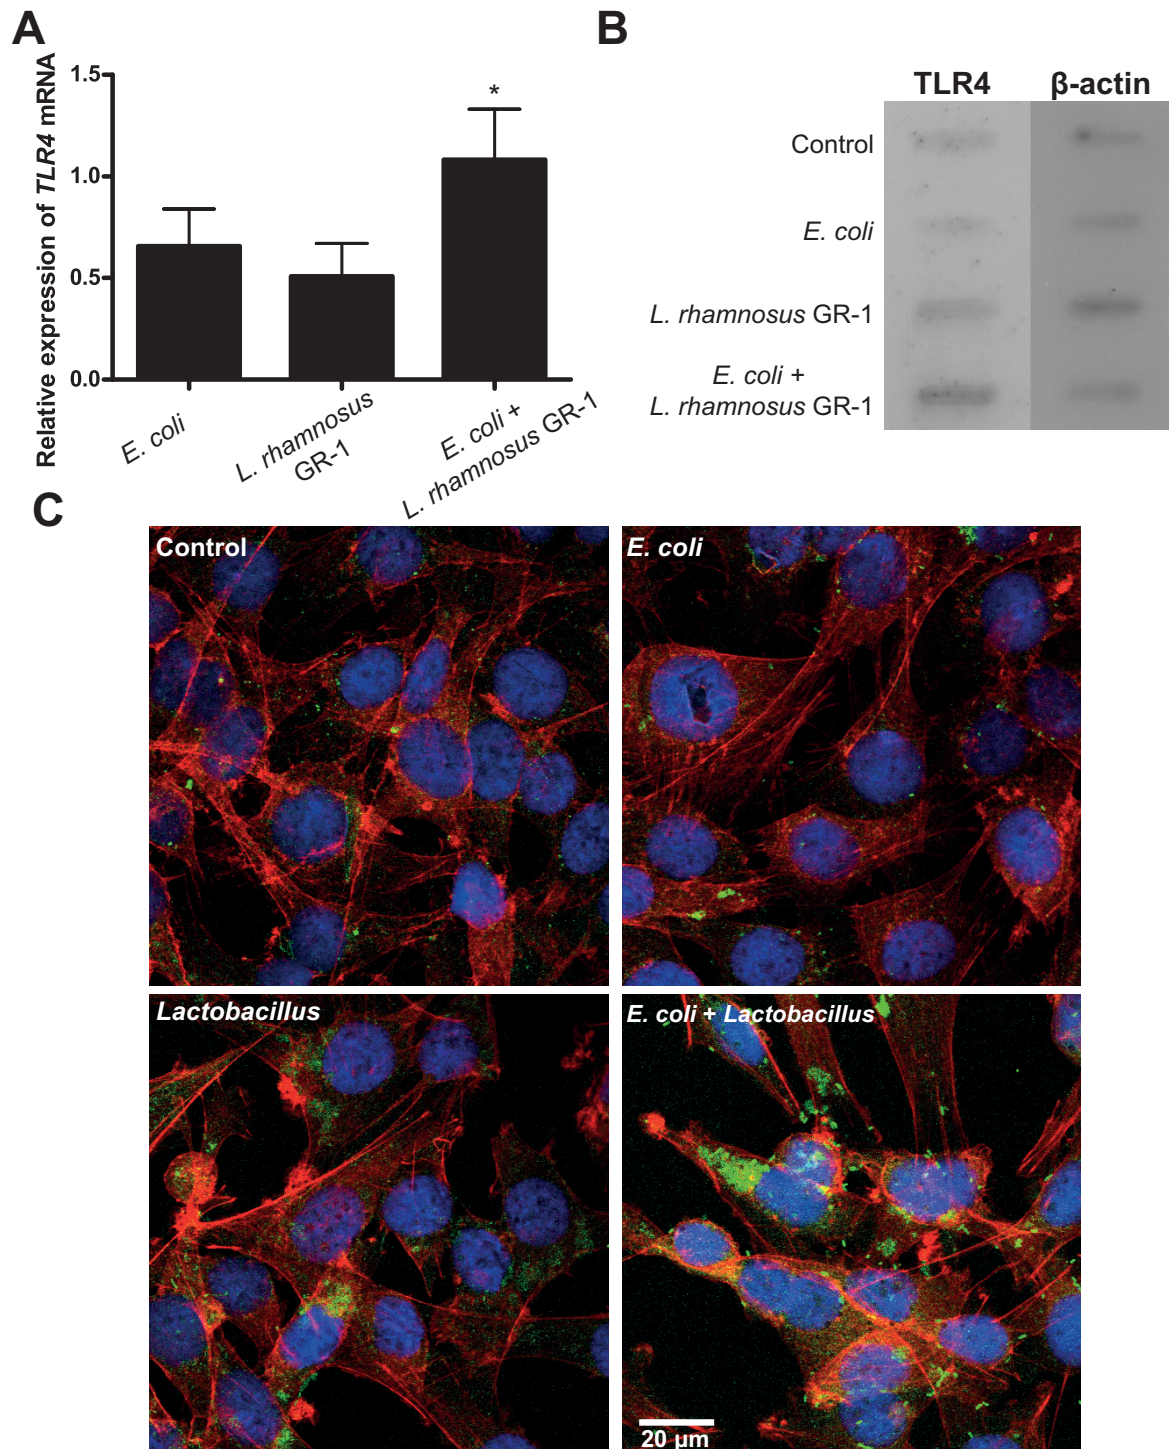 A
Relative expression of TLR4 mRNA
1.5
1.0
0.5
0.0
*
E. coli
L. rhamnosus
GR-1
E. coli +
L. rhamnosus GR-1
B
TLR4
β-actin
Control
E. coli
L. rhamnosus GR-1
E. coli +
L. rhamnosus GR-1
C
Control
E. coli
Lactobacillus
E. coli + Lactobacillus
20 µm